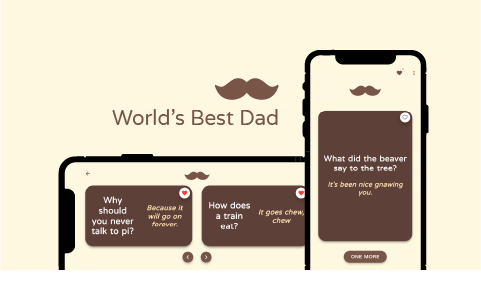 World's Best Dad
What did the beaver
say to the tree?
It's been nice gnawing
you.
ONE MORE
Why
should
you never
talk to pi?
Because it
will go on
forever.
How does
a train
eat?
It goes chew,
chew